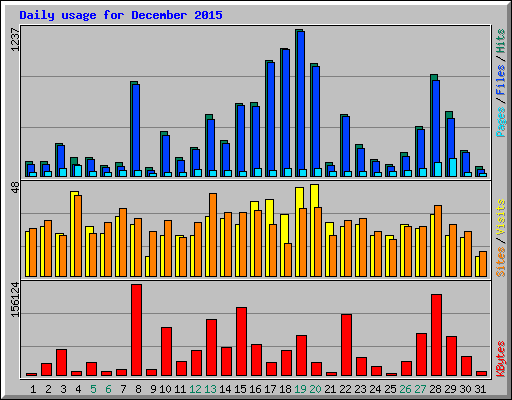 Daily usage for December 2015
1237
Pages / Files / Hits
48
Sites / Visits
156124
KBytes
1 2 3 4 5 6 7 8 9 10 11 12 13 14 15 16 17 18 19 20 21 22 23 24 25 26 27 28 29 30 31